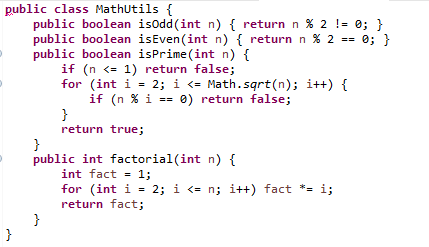 public class MathUtils {
    public boolean isOdd(int n) { return n % 2 != 0; }
    public boolean isEven(int n) { return n % 2 == 0; }
    public boolean isPrime(int n) {
        if (n <= 1) return false;
        for (int i = 2; i <= Math.sqrt(n); i++) {
            if (n % i == 0) return false;
        }
        return true;
    }
    public int factorial(int n) {
        int fact = 1;
        for (int i = 2; i <= n; i++) fact *= i;
        return fact;
    }
}